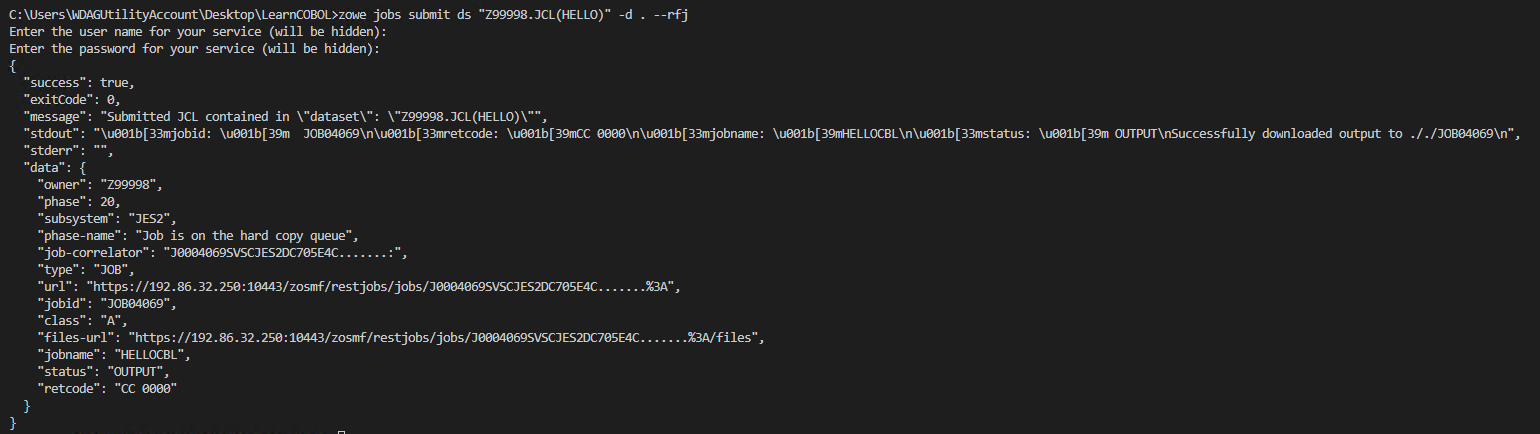 C:\Users\WDAGUtilityAccount\Desktop\LearnCOBOL>zowe jobs submit ds "Z99998.JCL(HELLO)" -d . --rfj
Enter the user name for your service (will be hidden):
Enter the password for your service (will be hidden):
{
  "success": true,
  "exitCode": 0,
  "message": "Submitted JCL contained in \"dataset\": \"Z99998.JCL(HELLO)\"",
  "stdout": "\u001b[33mjobid: \u001b[39m  JOB04069\n\u001b[33mretcode: \u001b[39mCC 0000\n\u001b[33mjobname: \u001b[39mHELLOCBL\n\u001b[33mstatus: \u001b[39m OUTPUT\nSuccessfully downloaded output to ././JOB04069\n",
  "stderr": "",
  "data": {
    "owner": "Z99998",
    "phase": 20,
    "subsystem": "JES2",
    "phase-name": "Job is on the hard copy queue",
    "job-correlator": "J0004069SVSCJES2DC705E4C.......:",
    "type": "JOB",
    "url": "https://192.86.32.250:10443/zosmf/restjobs/jobs/J0004069SVSCJES2DC705E4C.......%3A",
    "jobid": "JOB04069",
    "class": "A",
    "files-url": "https://192.86.32.250:10443/zosmf/restjobs/jobs/J0004069SVSCJES2DC705E4C.......%3A/files",
    "jobname": "HELLOCBL",
    "status": "OUTPUT",
    "retcode": "CC 0000"
  }
}